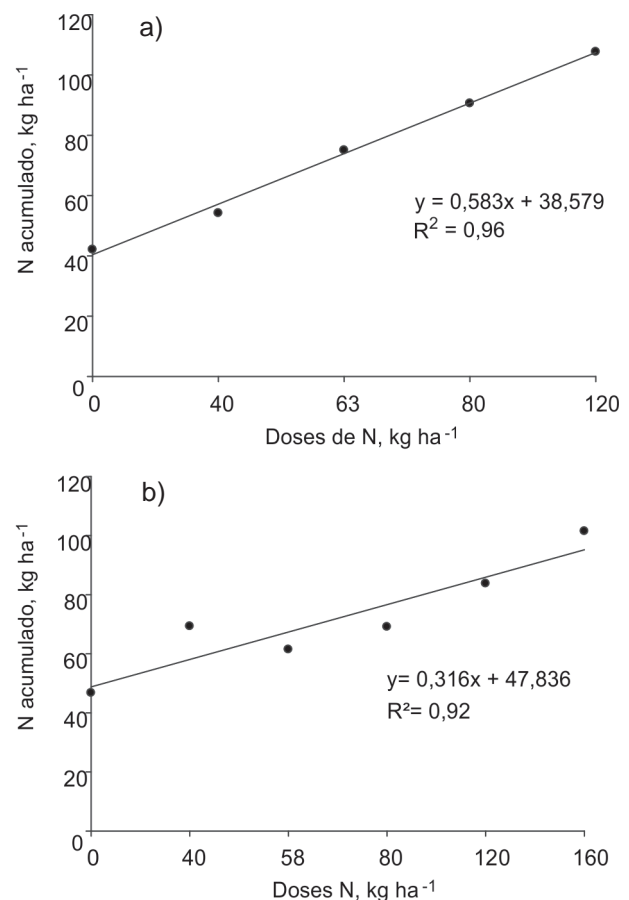 a)
N acumulado, kg ha-1
120
100
80
60
40
20
0
y = 0,583x + 38,579
R2 = 0,96
0 40 63 80 120
Doses de N, kg ha-1
b)
N acumulado, kg ha-1
120
100
80
60
40
20
0
y= 0,316x + 47,836
R²= 0,92
0 40 58 80 120 160
Doses N, kg ha-1